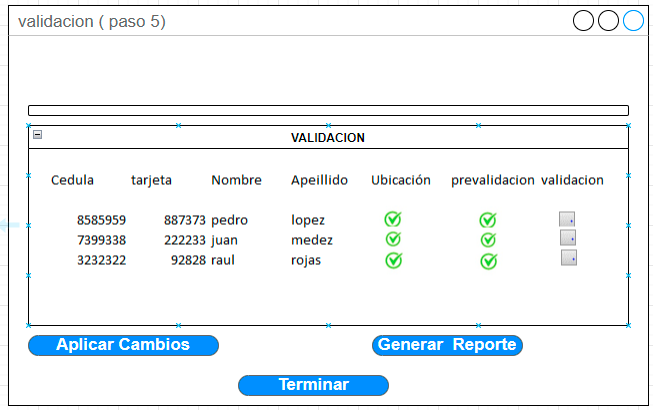 validacion ( paso 5)
VALIDACION
Cedula tarjeta Nombre Apeillido Ubicación prevalidacion validacion
8585959 887373 pedro lopez
7399338 222233 juan medez
3232322 92828 raul rojas
Aplicar Cambios Generar Reporte
Terminar